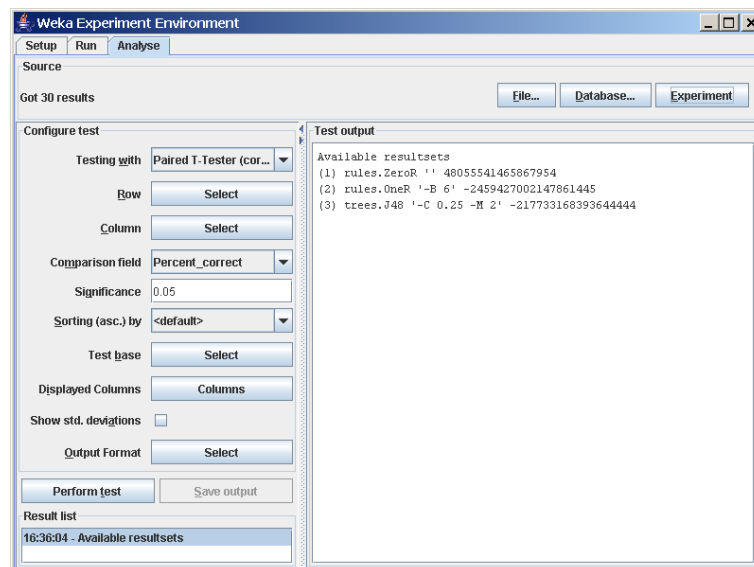 Weka Experiment Environment
Setup Run Analyse
Source
Got 30 results
File... Database... Experiment
Configure test
Testing with Paired T-Tester (cor...
Row Select
Column Select
Comparison field Percent_correct
Significance 0.05
Sorting (asc.) by <default>
Test base Select
Displayed Columns Columns
Show std. deviations
Output Format Select
Perform test Save output
Result list
16:36:04 - Available resultsets
Test output
Available resultsets
(1) rules.ZeroR '' 48055541465867954
(2) rules.OneR '-B 6' -2459427002147861445
(3) trees.J48 '-C 0.25 -M 2' -217733168393644444